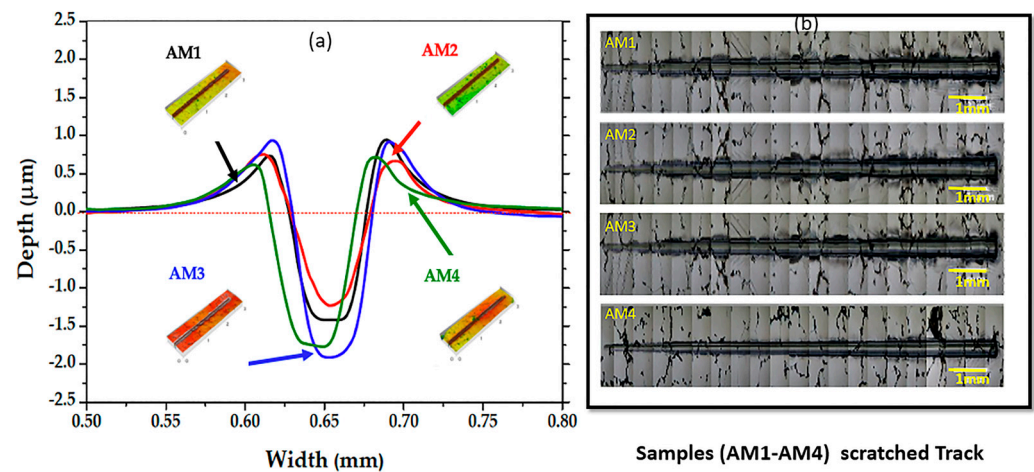 (a)
AM1
AM2
AM3
AM4
2.5
2.0
1.5
1.0
0.5
0.0
-0.5
-1.0
-1.5
-2.0
-2.5
Depth (μm)
0.50 0.55 0.60 0.65 0.70 0.75 0.80
Width (mm)
(b)
AM1
1mm
AM2
1mm
AM3
1mm
AM4
1mm
Samples (AM1-AM4) scratched Track